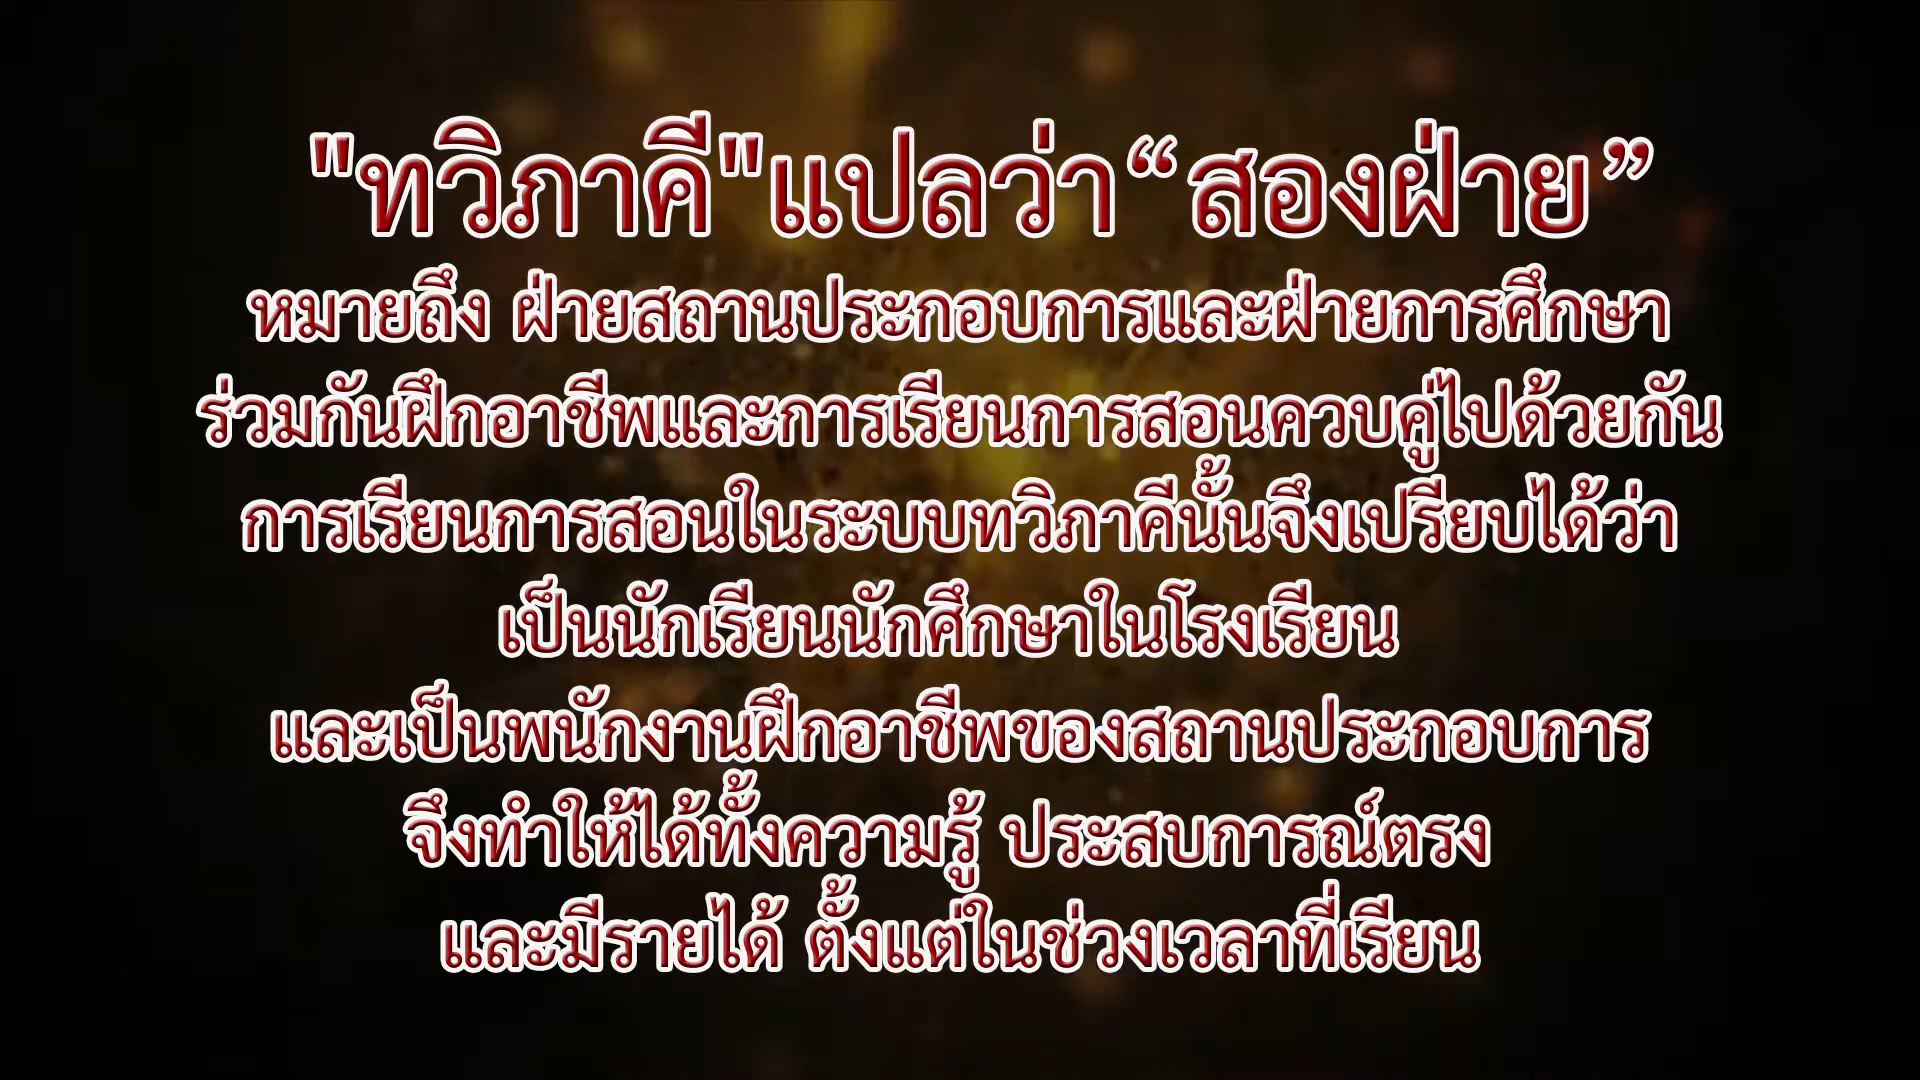 "ทวิภาคี"แปลว่า“สองฝ่าย”
หมายถึง ฝ่ายสถานประกอบการและฝ่ายการศึกษา
ร่วมกันฝึกอาชีพและการเรียนการสอนควบคู่ไปด้วยกัน
การเรียนการสอนในระบบทวิภาคีนั้นจึงเปรียบได้ว่า
เป็นนักเรียนนักศึกษาในโรงเรียน
และเป็นพนักงานฝึกอาชีพของสถานประกอบการ
จึงทำให้ได้ทั้งความรู้ ประสบการณ์ตรง
และมีรายได้ ตั้งแต่ในช่วงเวลาที่เรียน